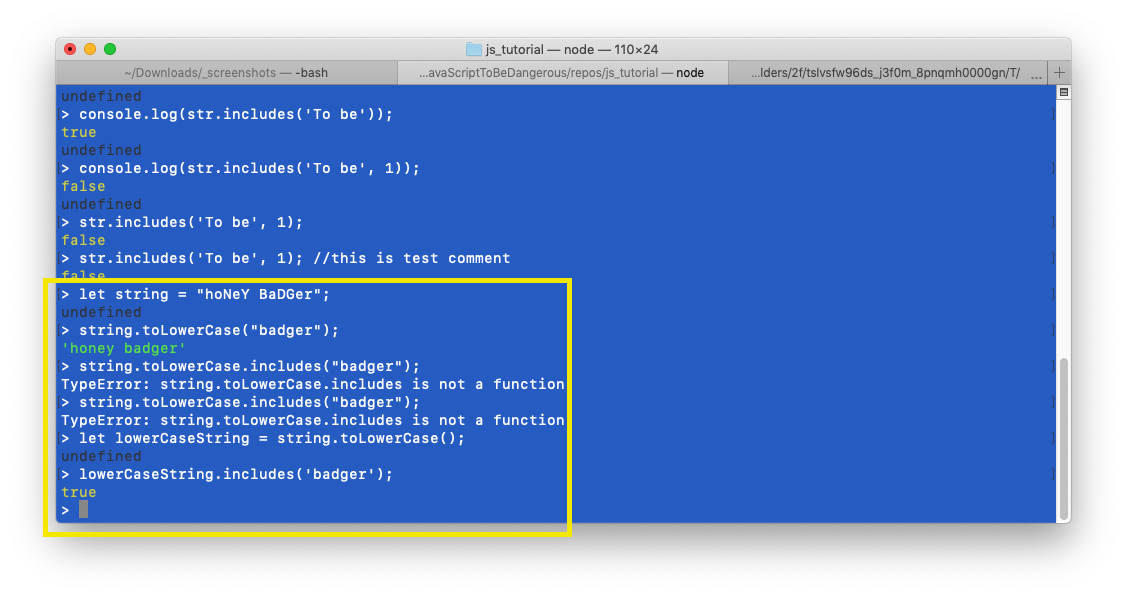 js_tutorial — node — 110×24
~/Downloads/_screenshots — -bash
...avaScriptToBeDangerous/repos/js_tutorial — node
...lders/2f/tslvsfw96ds_j3f0m_8pnqmh0000gn/T/ ...
undefined
> console.log(str.includes('To be'));
true
undefined
> console.log(str.includes('To be', 1));
false
undefined
> str.includes('To be', 1);
false
> str.includes('To be', 1); //this is test comment
false
> let string = "hoNeY BaDGer";
undefined
> string.toLowerCase("badger");
'honey badger'
> string.toLowerCase.includes("badger");
TypeError: string.toLowerCase.includes is not a function
> string.toLowerCase.includes("badger");
TypeError: string.toLowerCase.includes is not a function
> let lowerCaseString = string.toLowerCase();
undefined
> lowerCaseString.includes('badger');
true
>